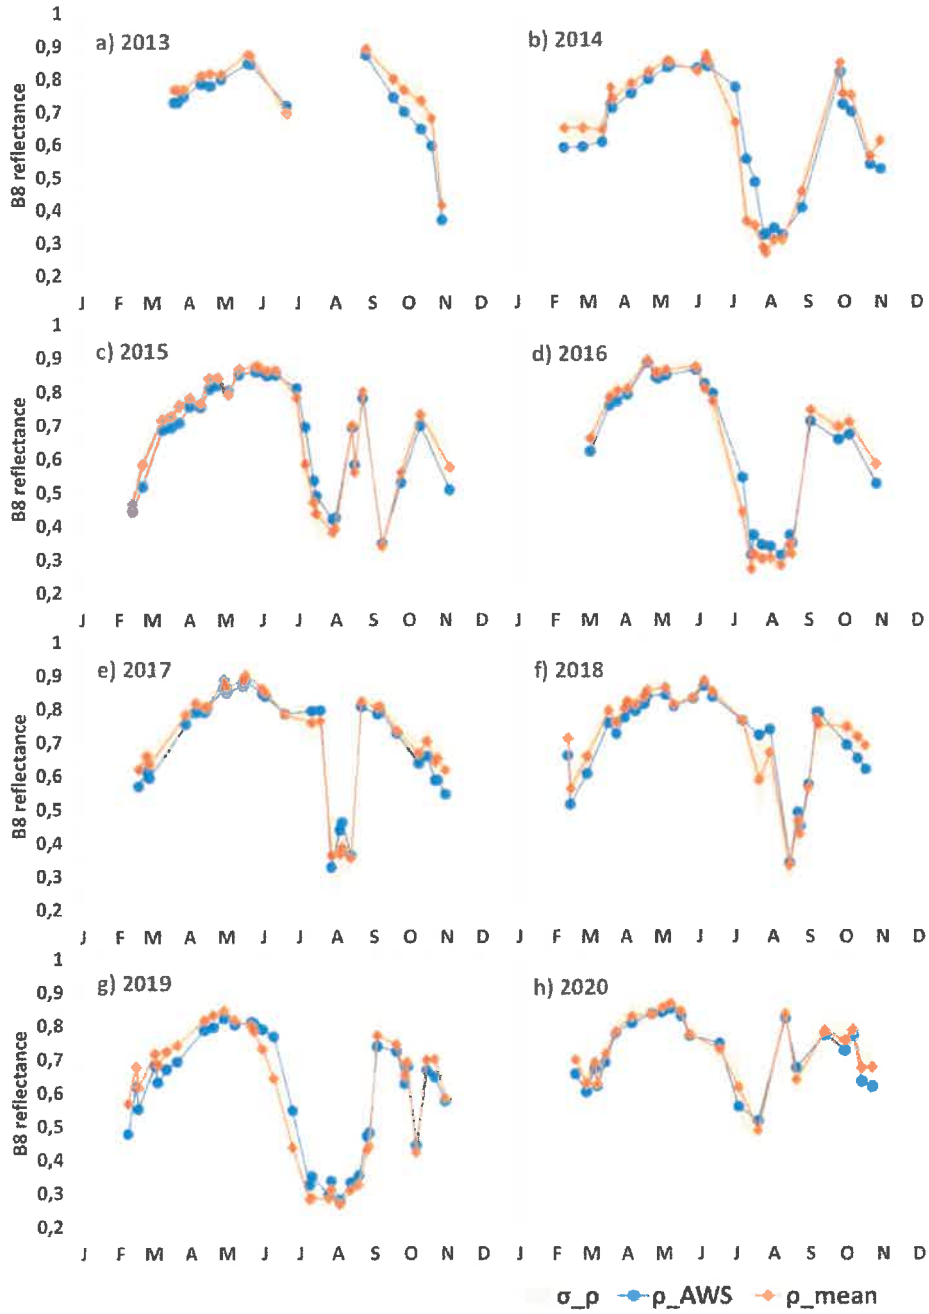 1
0,9
0,8
0,7
0,6
0,5
0,4
0,3
0,2
B8 reflectance
a) 2013
b) 2014
J F M A M J J A S O N D
J F M A M J J A S O N D
1
0,9
0,8
0,7
0,6
0,5
0,4
0,3
0,2
B8 reflectance
c) 2015
d) 2016
J F M A M J J A S O N D
J F M A M J J A S O N D
1
0,9
0,8
0,7
0,6
0,5
0,4
0,3
0,2
B8 reflectance
e) 2017
f) 2018
J F M A M J J A S O N D
J F M A M J J A S O N D
1
0,9
0,8
0,7
0,6
0,5
0,4
0,3
0,2
B8 reflectance
g) 2019
h) 2020
J F M A M J J A S O N D
J F M A M J J A S O N D
σ_ρ ρ_AWS ρ_mean